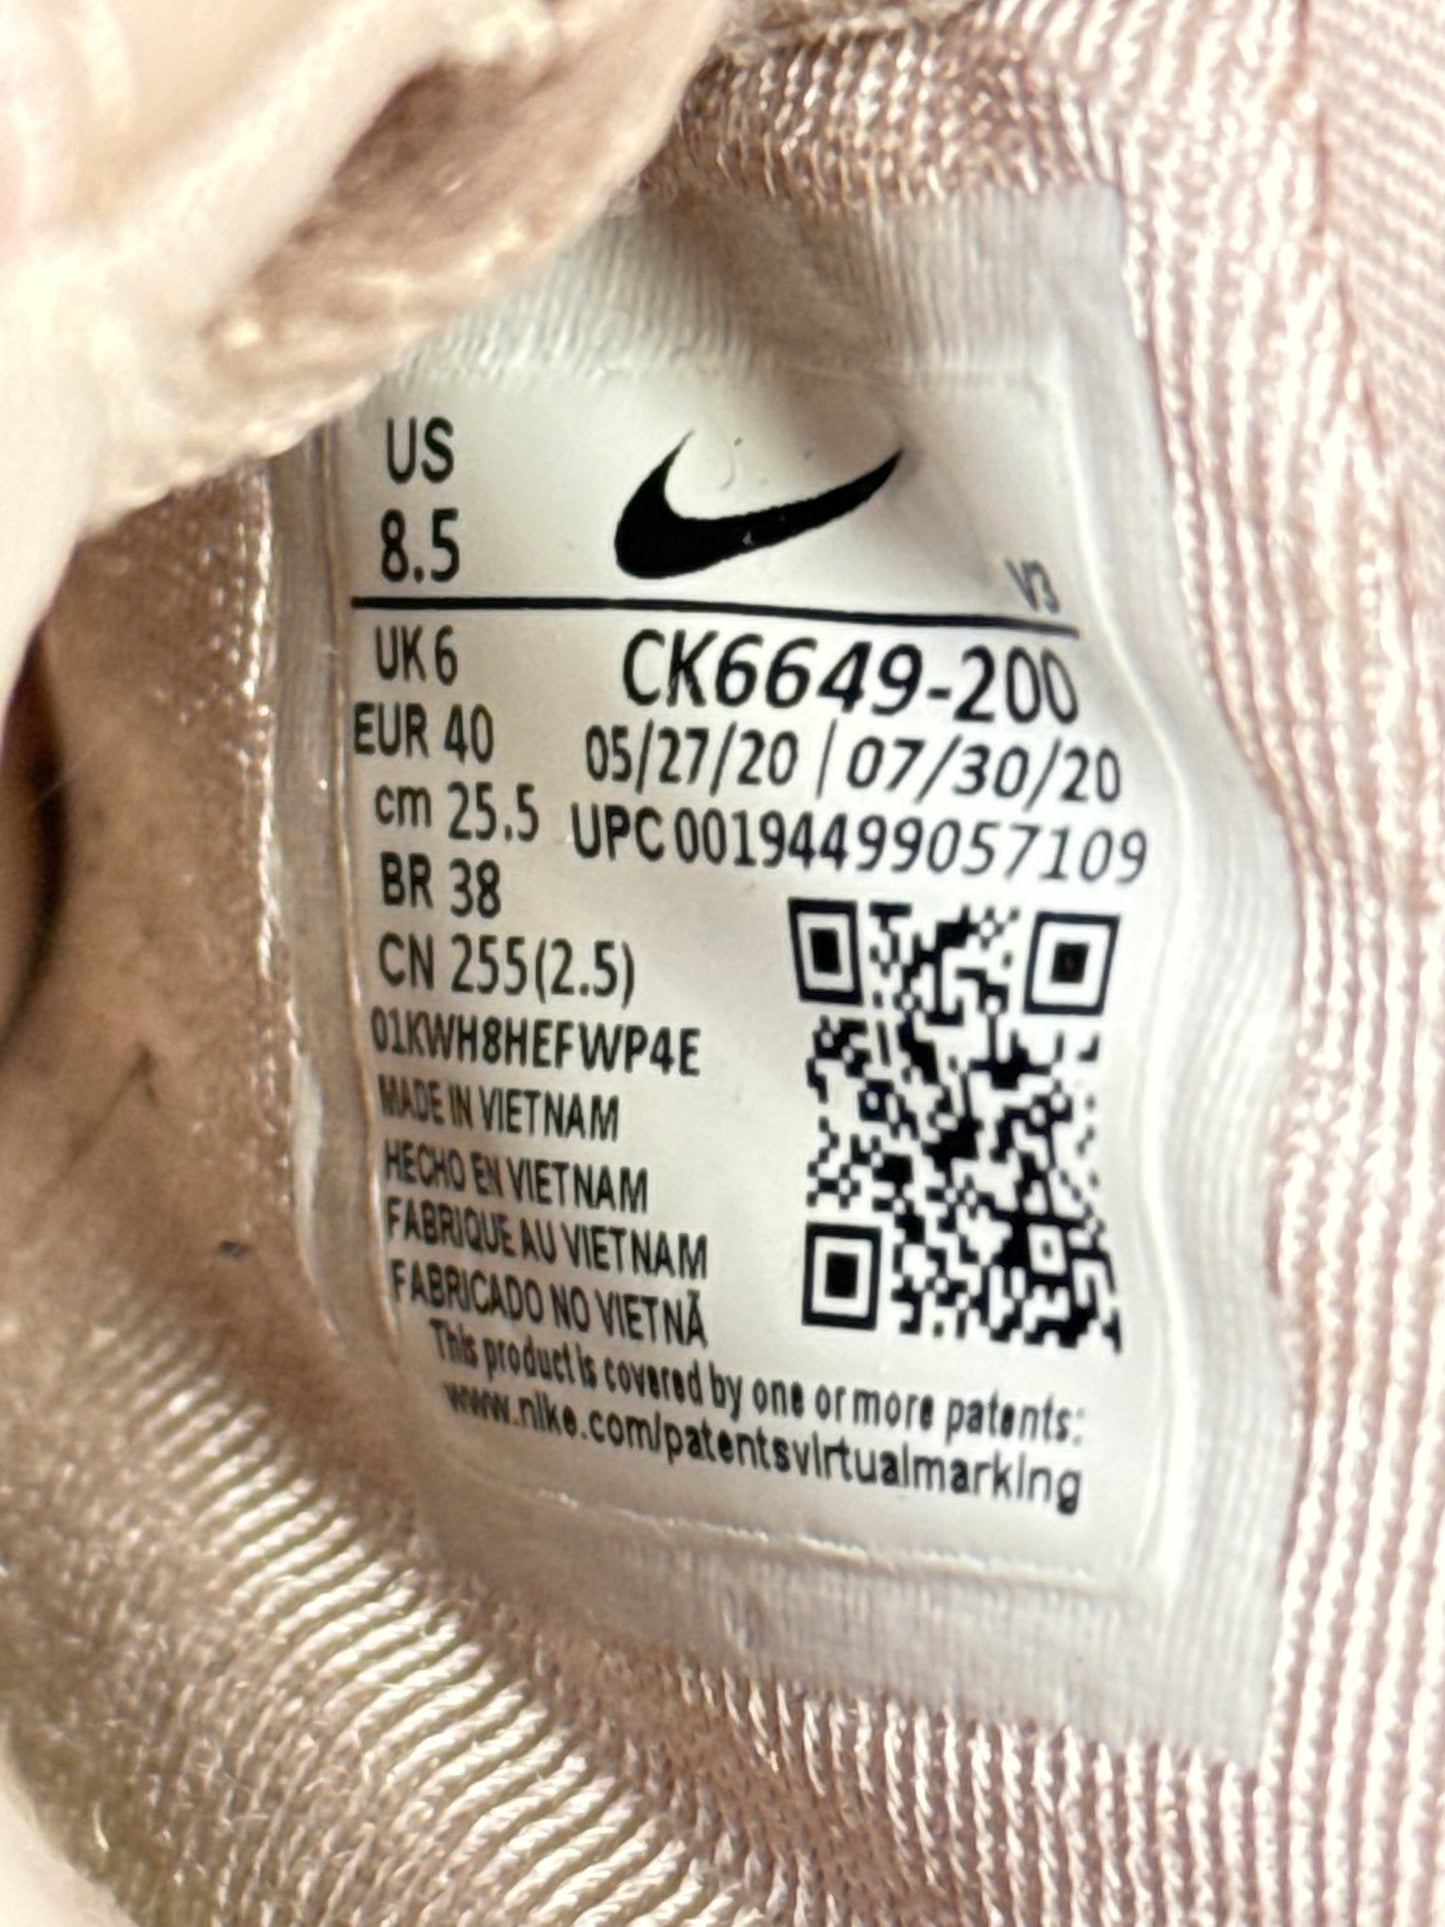 US
8.5
V3
UK 6
CK6649-200
EUR 40
05/27/20 | 07/30/20
cm 25.5
UPC 00194499057109
BR 38
CN 255(2.5)
01KWH8HEFWP4E
MADE IN VIETNAM
HECHO EN VIETNAM
FABRIQUE AU VIETNAM
FABRICADO NO VIETNÃ
This product is covered by one or more patents:
www.nike.com/patentsvirtualmarking